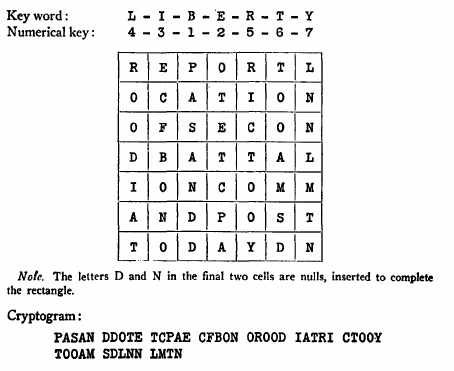 Key word : L - I - B - E - R - T - Y
Numerical key : 4 - 3 - 1 - 2 - 5 - 6 - 7
R E P O R T L
O C A T I O N
O F S E C O N
D B A T T A L
I O N C O M M
A N D P O S T
T O D A Y D N
Note. The letters D and N in the final two cells are nulls, inserted to complete
the rectangle.
Cryptogram :
PASAN DDOTE TCPAE CFBON OROOD IATRI CTOOY
TOOAM SDLNN LMTN